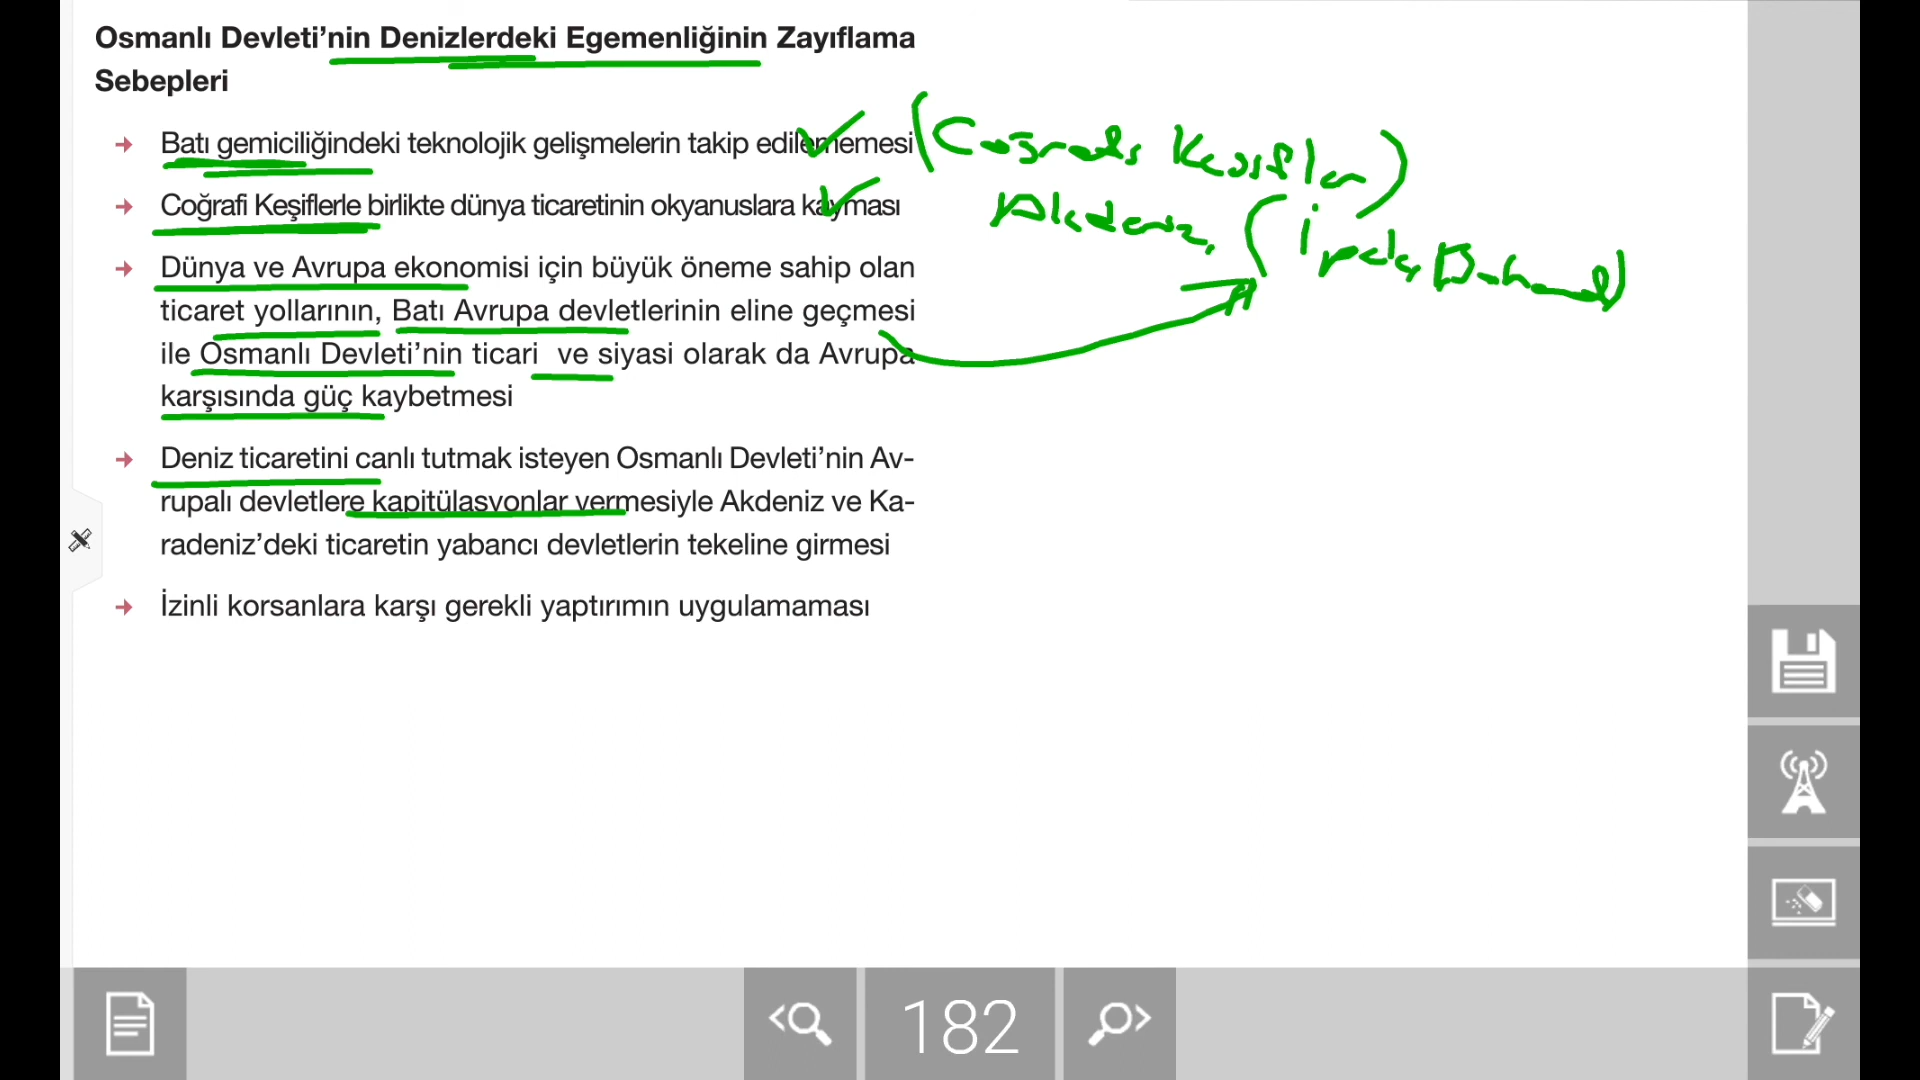 Osmanlı Devleti’nin Denizlerdeki Egemenliğinin Zayıflama
Sebepleri
→ Batı gemiciliğindeki teknolojik gelişmelerin takip edilememesi
(Coğrafi Keşifler)
→ Coğrafi Keşiflerle birlikte dünya ticaretinin okyanuslara kayması
Akdeniz, (İpek, Baharat)
→ Dünya ve Avrupa ekonomisi için büyük öneme sahip olan
ticaret yollarının, Batı Avrupa devletlerinin eline geçmesi
ile Osmanlı Devleti’nin ticari ve siyasi olarak da Avrupa
karşısında güç kaybetmesi
→ Deniz ticaretini canlı tutmak isteyen Osmanlı Devleti’nin Av-
rupalı devletlere kapitülasyonlar vermesiyle Akdeniz ve Ka-
radeniz’deki ticaretin yabancı devletlerin tekeline girmesi
→ İzinli korsanlara karşı gerekli yaptırımın uygulamaması
182